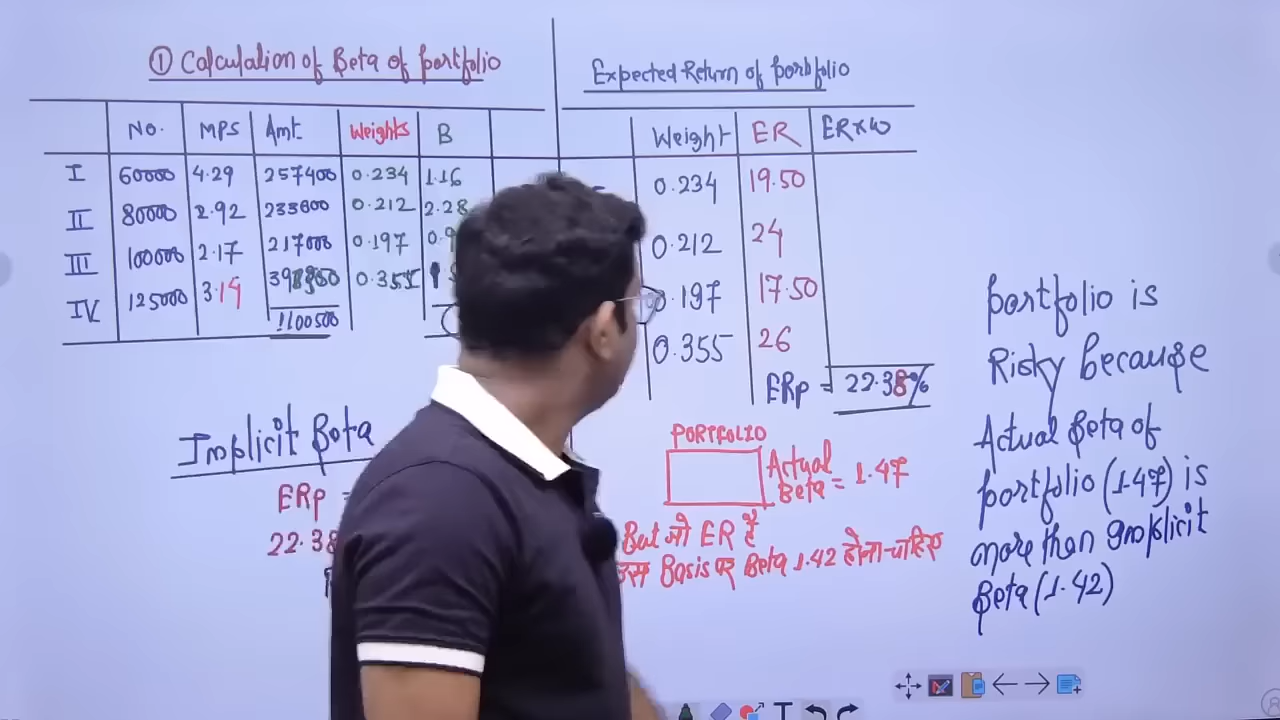 ① Calculation of Beta of portfolio
No. MPS Amt. Weights B
I 60000 4.29 257400 0.234 1.16
II 80000 2.92 233600 0.212 2.28
III 100000 2.17 217000 0.197
IV 125000 3.19 0.355
1100500
Implicit Beta
ERp =
22.38
Expected Return of portfolio
Weight ER ER×W
0.234 19.50
0.212 24
0.197 17.50
0.355 26
ERp = 22.38%
PORTFOLIO
Actual
Beta = 1.47
But जो ER है
उस Basis पर Beta 1.42 होना चाहिए
portfolio is
Risky because
Actual Beta of
portfolio (1.47) is
more than Implicit
Beta (1.42)